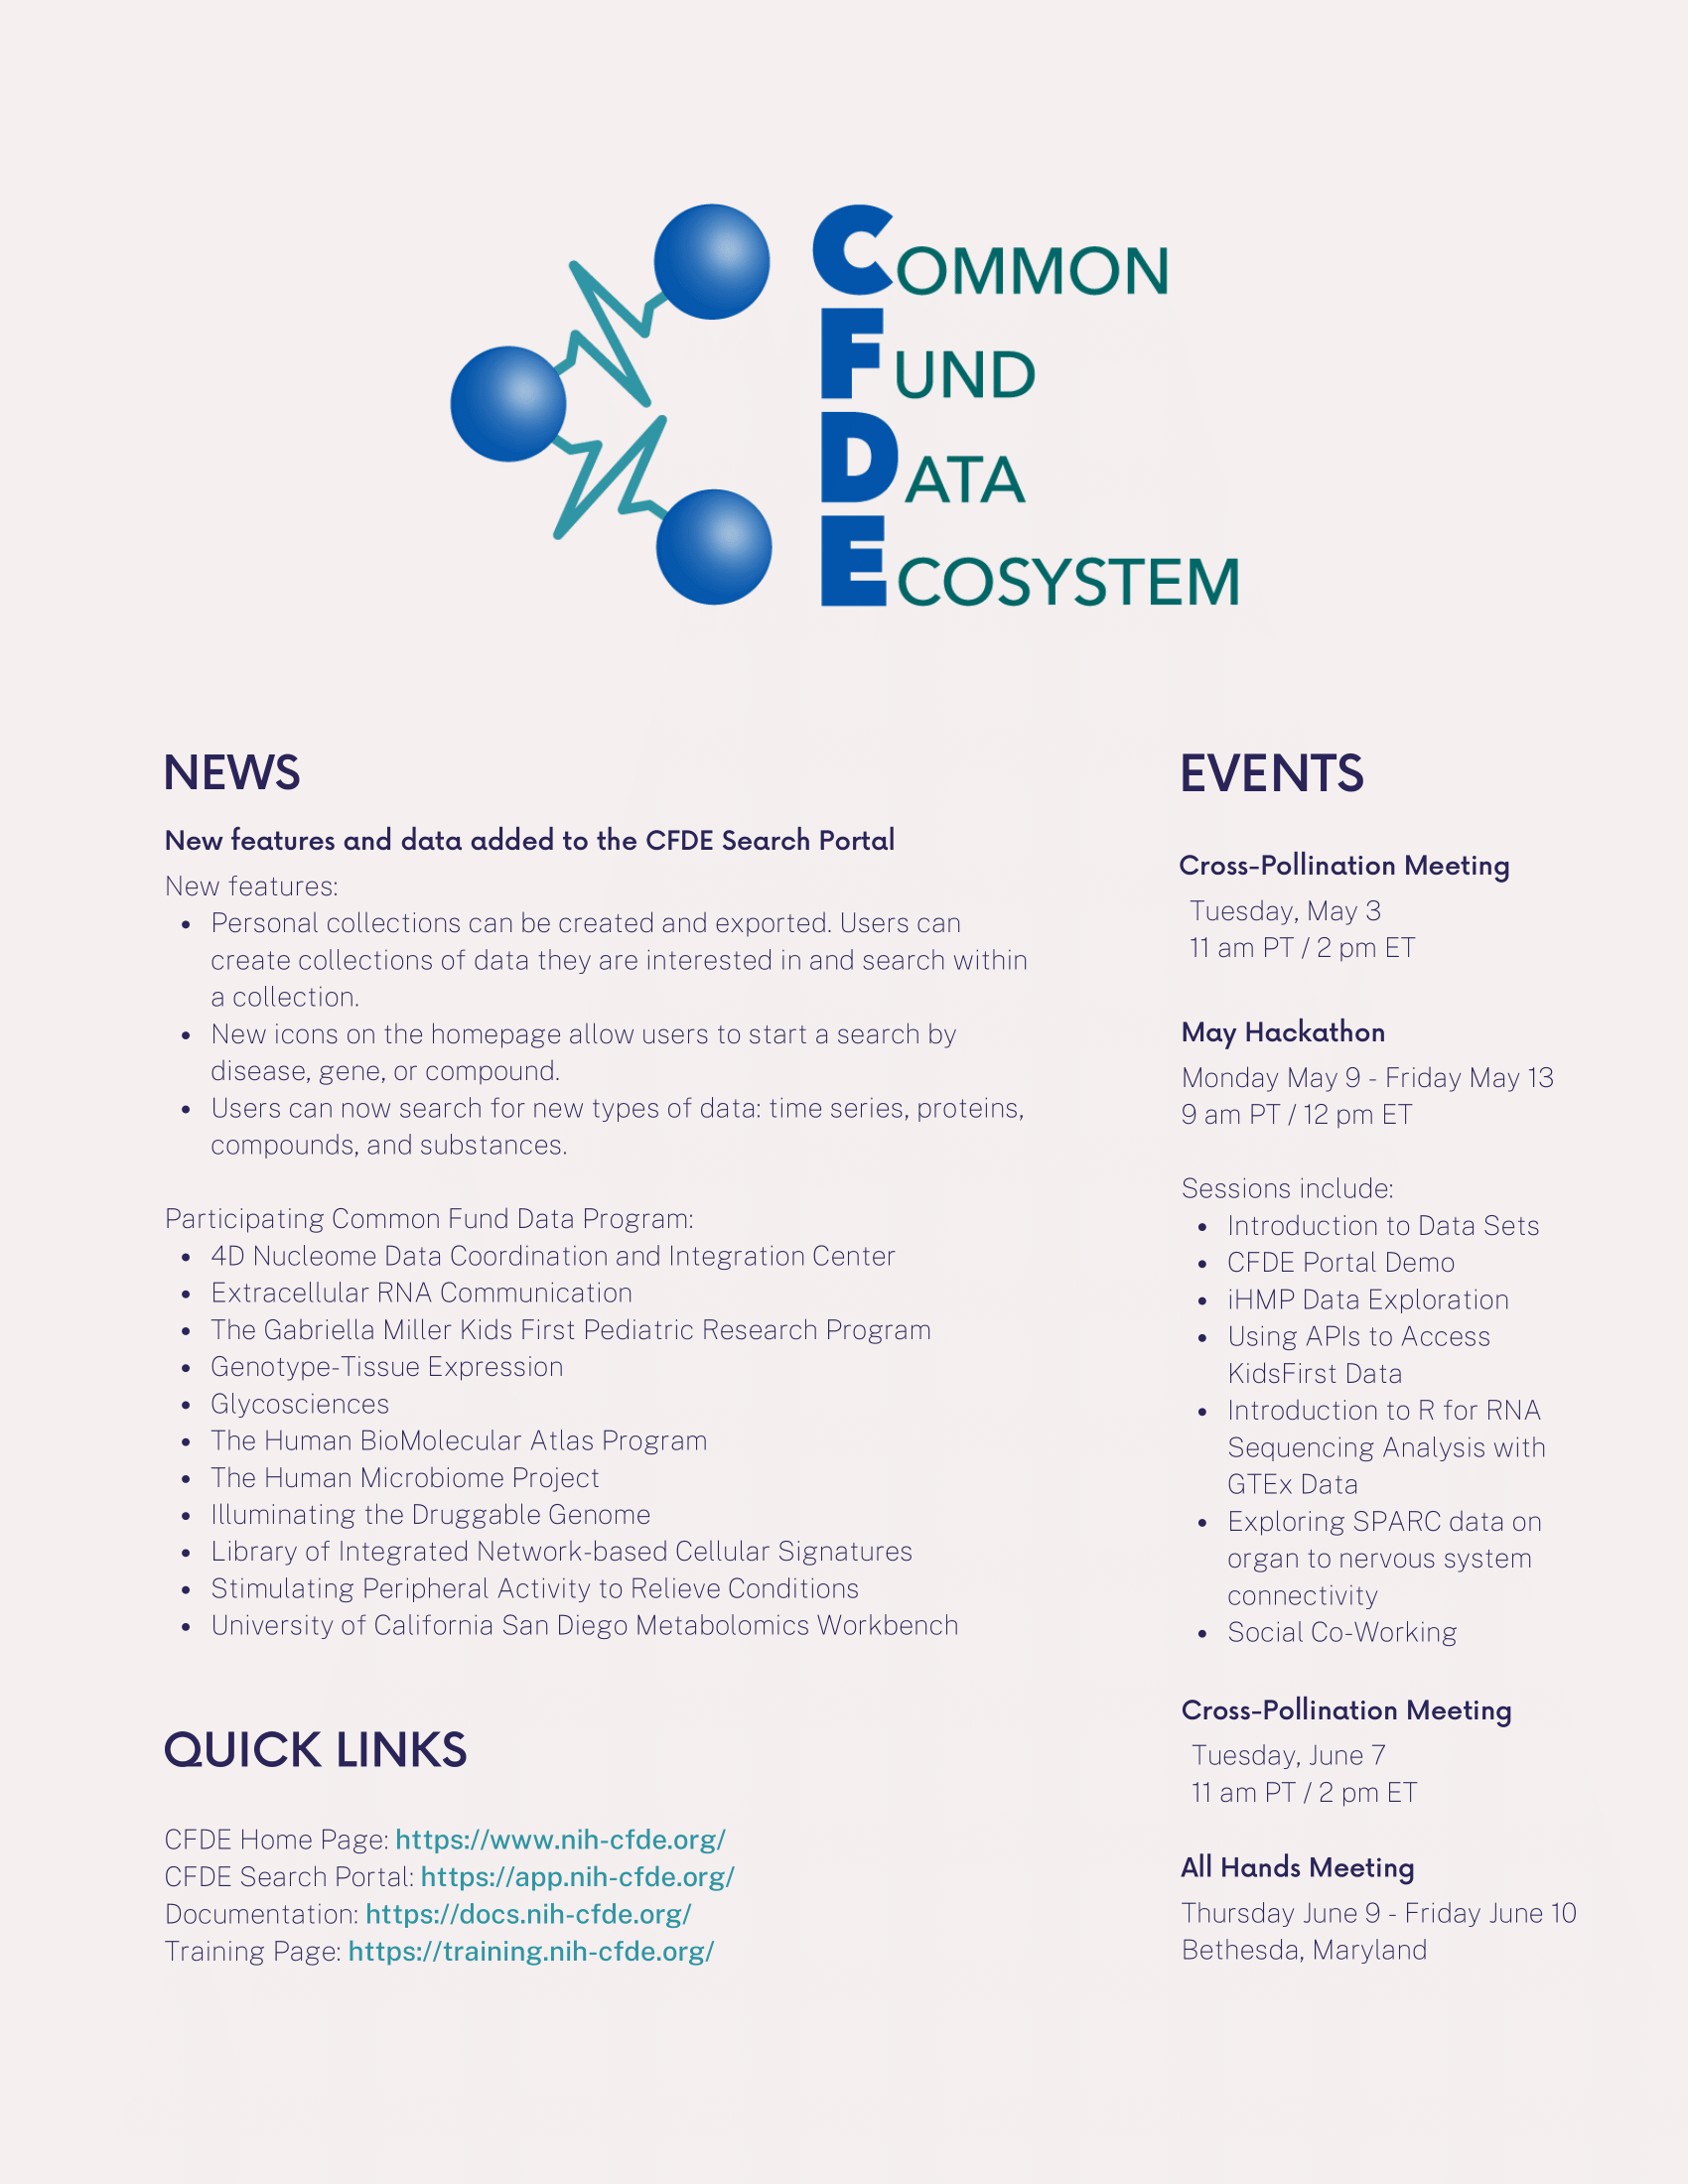 COMMON
FUND
DATA
ECOSYSTEM
NEWS
New features and data added to the CFDE Search Portal
New features:
• Personal collections can be created and exported. Users can
create collections of data they are interested in and search within
a collection.
• New icons on the homepage allow users to start a search by
disease, gene, or compound.
• Users can now search for new types of data: time series, proteins,
compounds, and substances.
Participating Common Fund Data Program:
• 4D Nucleome Data Coordination and Integration Center
• Extracellular RNA Communication
• The Gabriella Miller Kids First Pediatric Research Program
• Genotype-Tissue Expression
• Glycosciences
• The Human BioMolecular Atlas Program
• The Human Microbiome Project
• Illuminating the Druggable Genome
• Library of Integrated Network-based Cellular Signatures
• Stimulating Peripheral Activity to Relieve Conditions
• University of California San Diego Metabolomics Workbench
QUICK LINKS
CFDE Home Page: https://www.nih-cfde.org/
CFDE Search Portal: https://app.nih-cfde.org/
Documentation: https://docs.nih-cfde.org/
Training Page: https://training.nih-cfde.org/
EVENTS
Cross-Pollination Meeting
Tuesday, May 3
11 am PT / 2 pm ET
May Hackathon
Monday May 9 - Friday May 13
9 am PT / 12 pm ET
Sessions include:
• Introduction to Data Sets
• CFDE Portal Demo
• iHMP Data Exploration
• Using APIs to Access
KidsFirst Data
• Introduction to R for RNA
Sequencing Analysis with
GTEx Data
• Exploring SPARC data on
organ to nervous system
connectivity
• Social Co-Working
Cross-Pollination Meeting
Tuesday, June 7
11 am PT / 2 pm ET
All Hands Meeting
Thursday June 9 - Friday June 10
Bethesda, Maryland